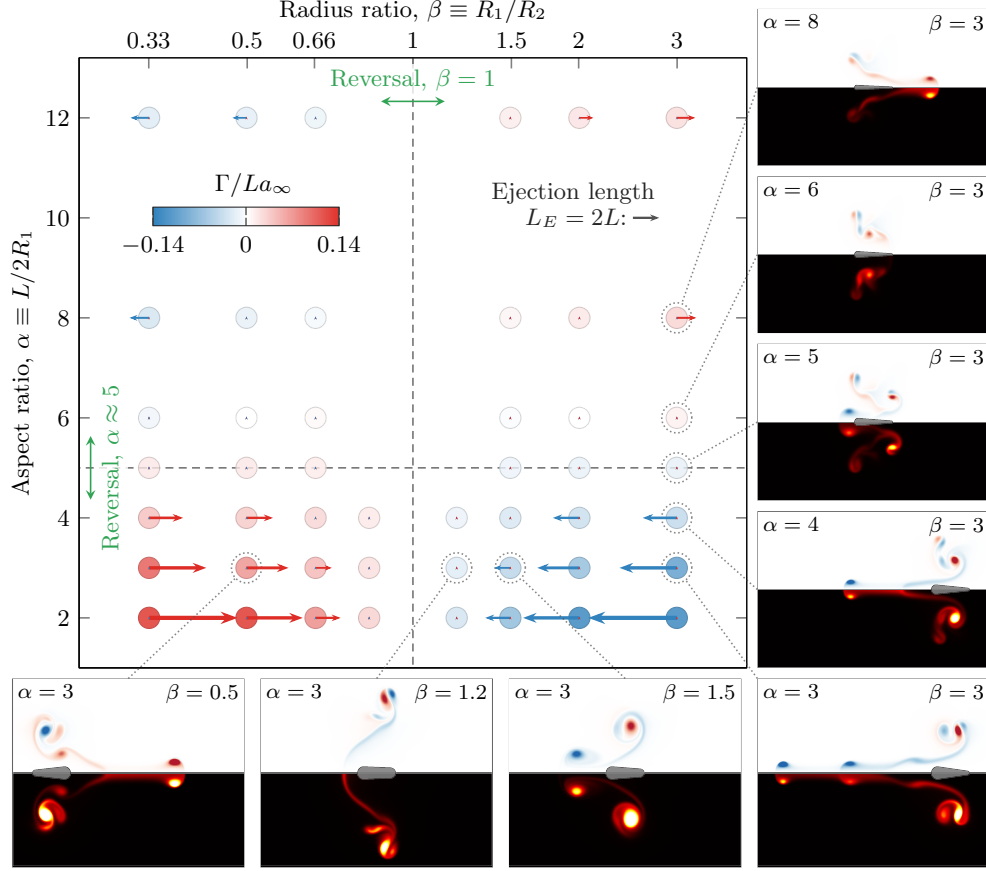 Radius ratio, β ≡ R₁/R₂
0.33 0.5 0.66 1 1.5 2 3
Aspect ratio, α ≡ L/2R₁
12
10
8
6
4
2
Reversal, β = 1
Reversal, α ≈ 5
Γ/La∞
−0.14 0 0.14
Ejection length
L_E = 2L:
α = 8 β = 3
α = 6 β = 3
α = 5 β = 3
α = 4 β = 3
α = 3 β = 0.5
α = 3 β = 1.2
α = 3 β = 1.5
α = 3 β = 3